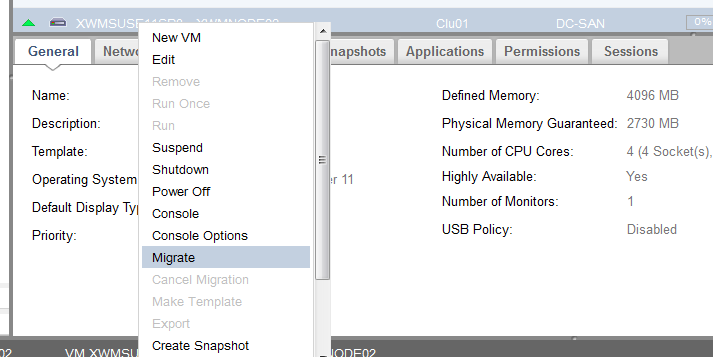 Clu01 DC-SAN 0%
General Netwo napshots Applications Permissions Sessions
New VM
Edit
Remove
Run Once
Run
Suspend
Shutdown
Power Off
Console
Console Options
Migrate
Cancel Migration
Make Template
Export
Create Snapshot
Name:
Description:
Template:
Operating System
Default Display Typ
Priority:
er 11
Defined Memory: 4096 MB
Physical Memory Guaranteed: 2730 MB
Number of CPU Cores: 4 (4 Socket(s),
Highly Available: Yes
Number of Monitors: 1
USB Policy: Disabled
02 VM XWMSU NODE02